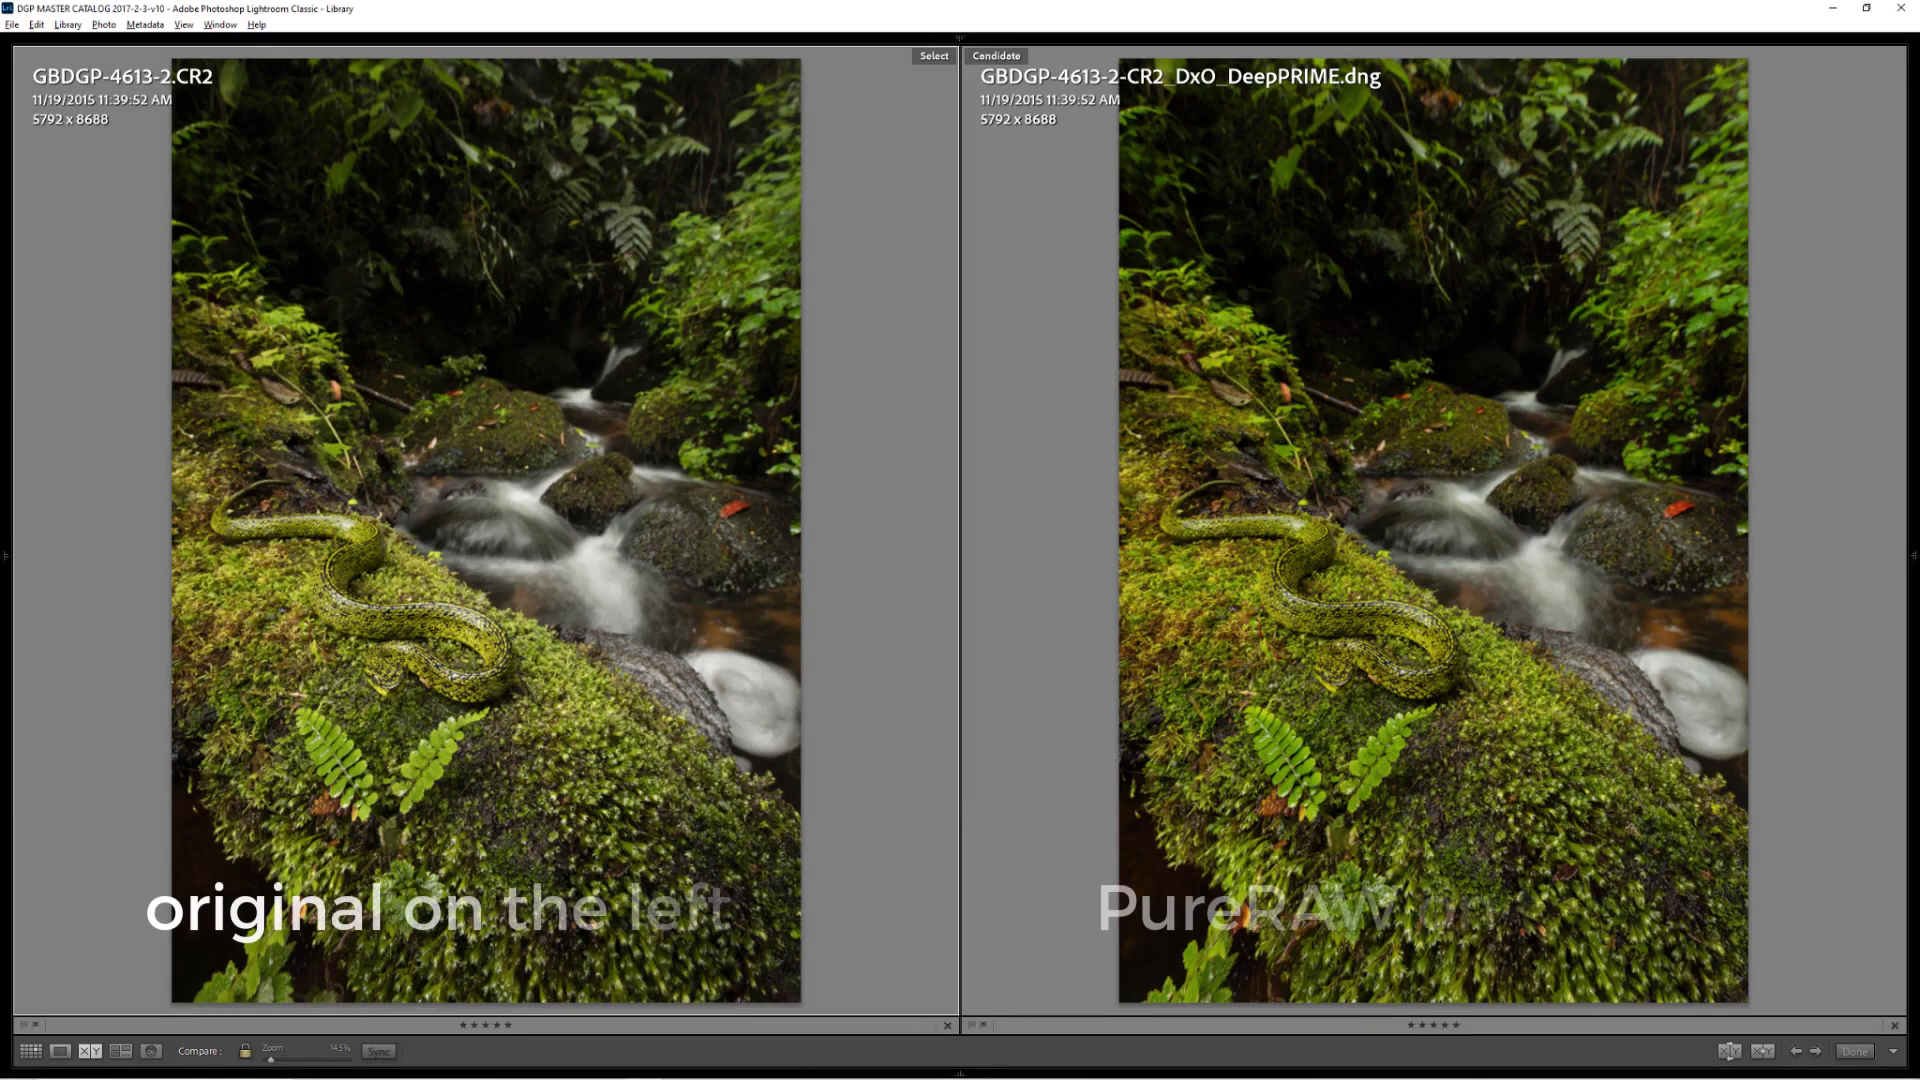 DGP MASTER CATALOG 2017-2-3-v10 - Adobe Photoshop Lightroom Classic - Library
File Edit Library Photo Metadata View Window Help
Select
GBDGP-4613-2.CR2
11/19/2015 11:39:52 AM
5792 x 8688
Candidate
GBDGP-4613-2-CR2_DxO_DeepPRIME.dng
11/19/2015 11:39:52 AM
5792 x 8688
original on the left
PureRAW on
Compare : Zoom 14.5% Sync
Done